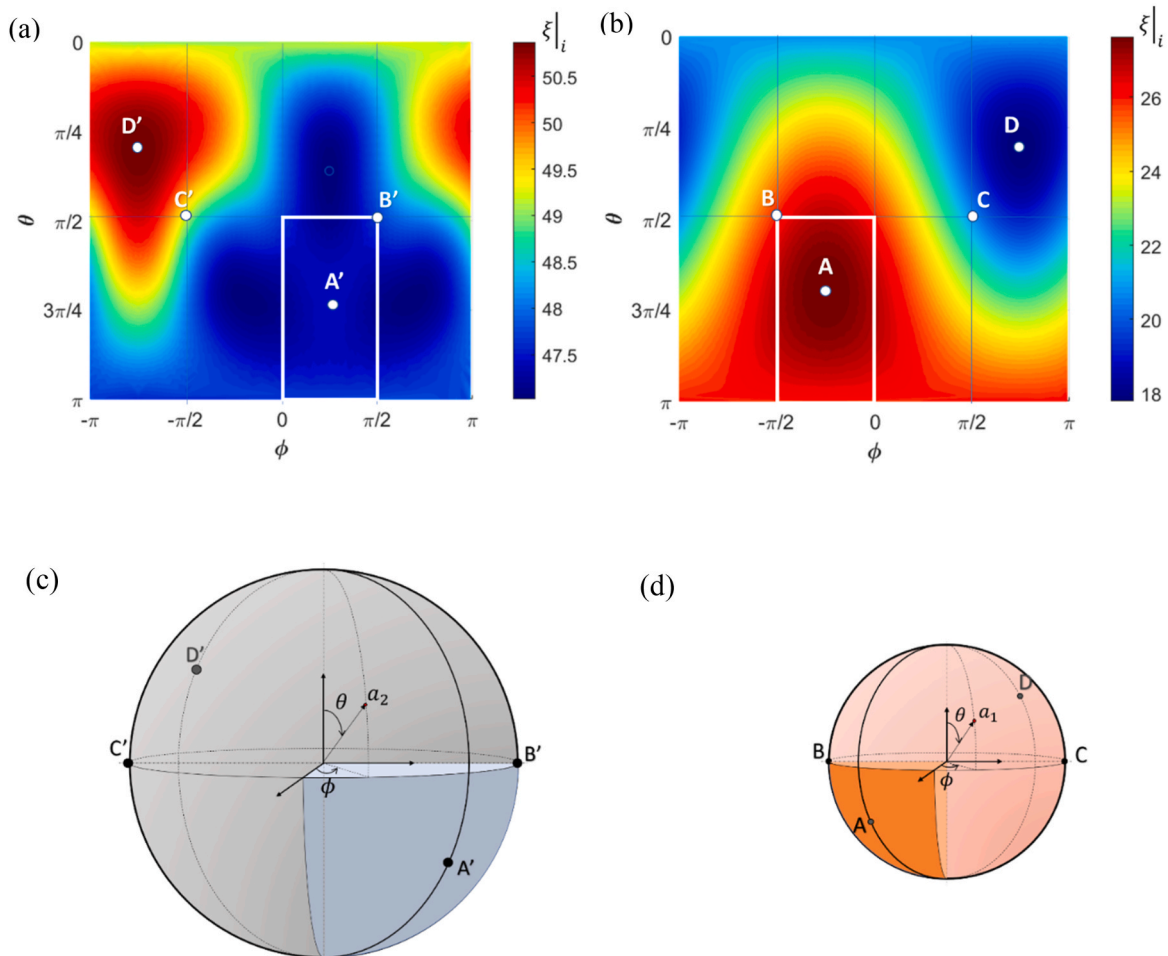 (a)
ξ|i
(b)
ξ|i
0
π/4
π/2
3π/4
π
θ
-π
-π/2
0
π/2
π
ϕ
D’
C’
B’
A’
50.5
50
49.5
49
48.5
48
47.5
0
π/4
π/2
3π/4
π
θ
-π
-π/2
0
π/2
π
ϕ
D
B
C
A
26
24
22
20
18
(c)
(d)
D’
θ
a2
C’
B’
ϕ
A’
D
θ
a1
B
C
ϕ
A